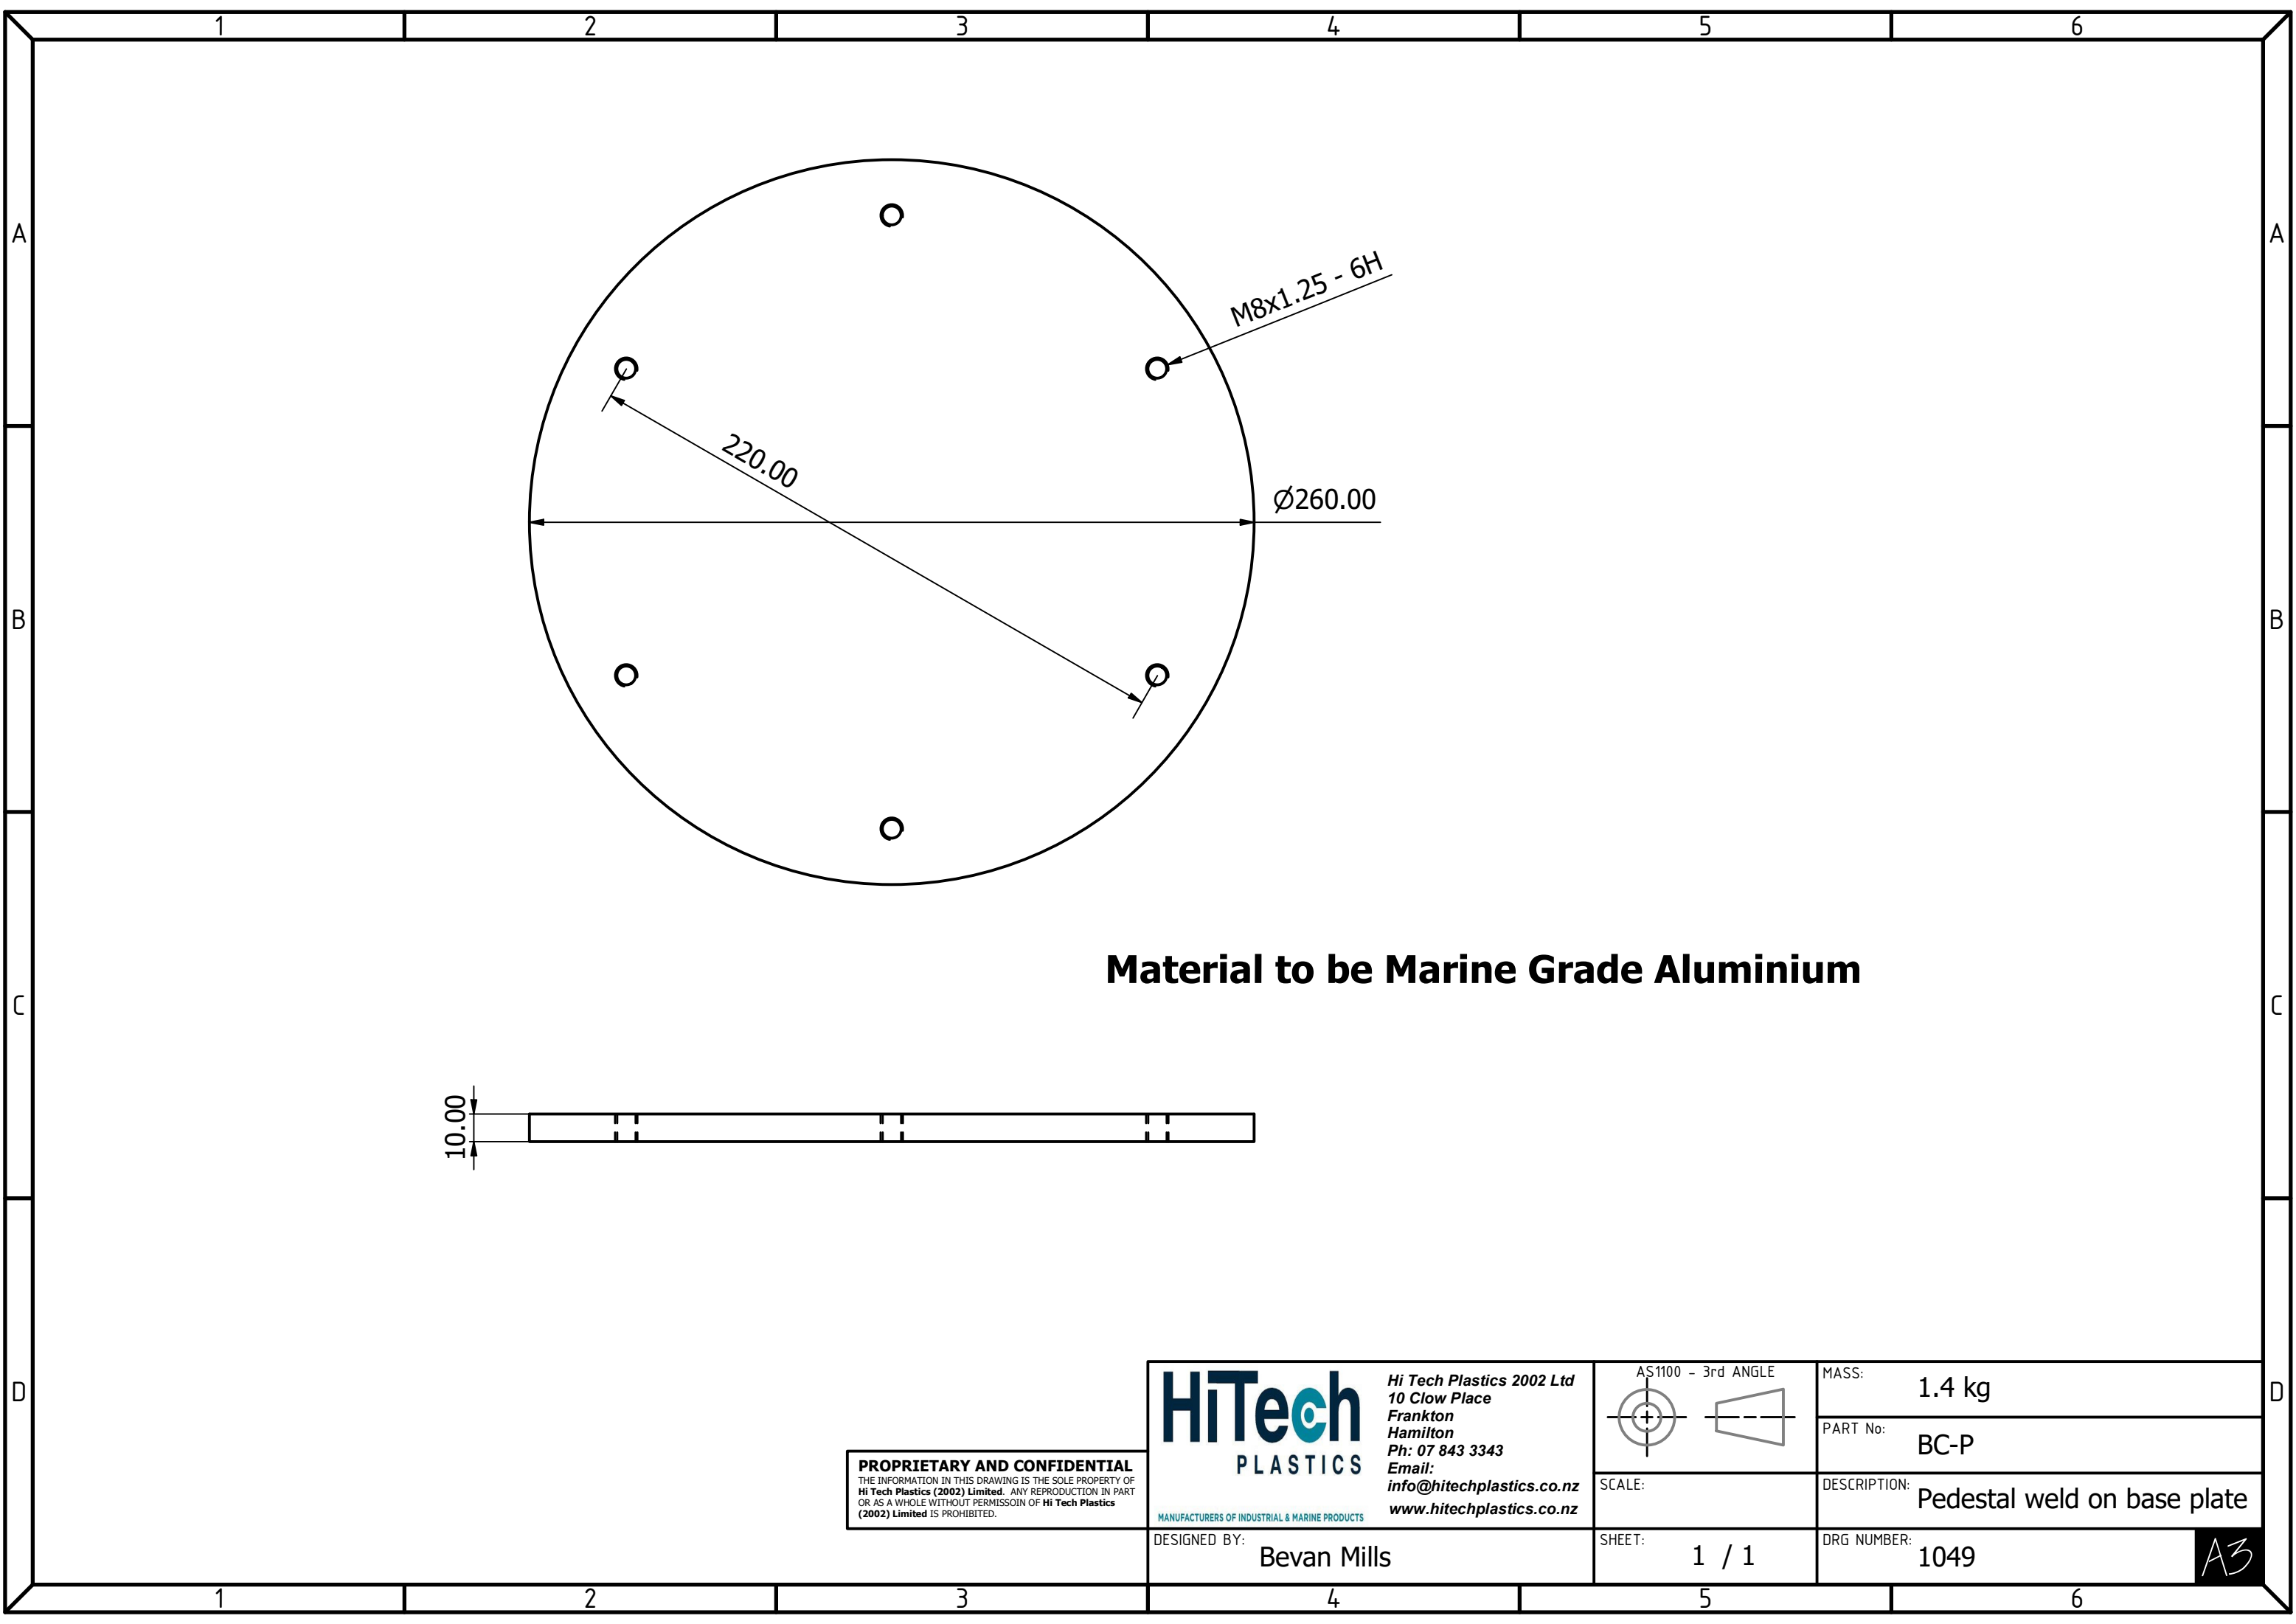 1 2 3 4 5 6
A A
M8x1.25 - 6H
220.00
Ø260.00
B B
Material to be Marine Grade Aluminium
C C
10.00
D D
HiTech
PLASTICS
MANUFACTURERS OF INDUSTRIAL & MARINE PRODUCTS
Hi Tech Plastics 2002 Ltd
10 Clow Place
Frankton
Hamilton
Ph: 07 843 3343
Email:
info@hitechplastics.co.nz
www.hitechplastics.co.nz
AS1100 - 3rd ANGLE
MASS:
1.4 kg
PART No:
BC-P
PROPRIETARY AND CONFIDENTIAL
THE INFORMATION IN THIS DRAWING IS THE SOLE PROPERTY OF
Hi Tech Plastics (2002) Limited. ANY REPRODUCTION IN PART
OR AS A WHOLE WITHOUT PERMISSOIN OF Hi Tech Plastics
(2002) Limited IS PROHIBITED.
SCALE:
DESCRIPTION:
Pedestal weld on base plate
DESIGNED BY:
Bevan Mills
SHEET:
1 / 1
DRG NUMBER:
1049
A3
1 2 3 4 5 6